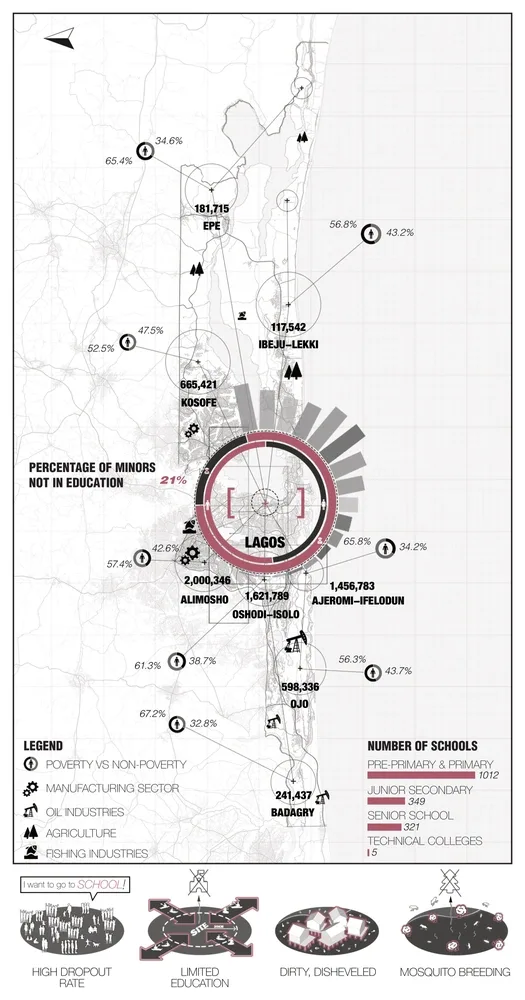 34.6%
65.4%
181,715
EPE
56.8%
43.2%
117,542
IBEJU-LEKKI
47.5%
52.5%
665,421
KOSOFE
PERCENTAGE OF MINORS
NOT IN EDUCATION 21%
LAGOS
65.8%
34.2%
42.6%
57.4%
2,000,346
ALIMOSHO
1,621,789
OSHODI-ISOLO
1,456,783
AJEROMI-IFELODUN
61.3%
38.7%
56.3%
43.7%
598,336
OJO
67.2%
32.8%
241,437
BADAGRY
LEGEND
POVERTY VS NON-POVERTY
MANUFACTURING SECTOR
OIL INDUSTRIES
AGRICULTURE
FISHING INDUSTRIES
NUMBER OF SCHOOLS
PRE-PRIMARY & PRIMARY
1012
JUNIOR SECONDARY
349
SENIOR SCHOOL
321
TECHNICAL COLLEGES
5
I want to go to SCHOOL!
SITE
HIGH DROPOUT
RATE
LIMITED
EDUCATION
DIRTY, DISHEVELED
MOSQUITO BREEDING